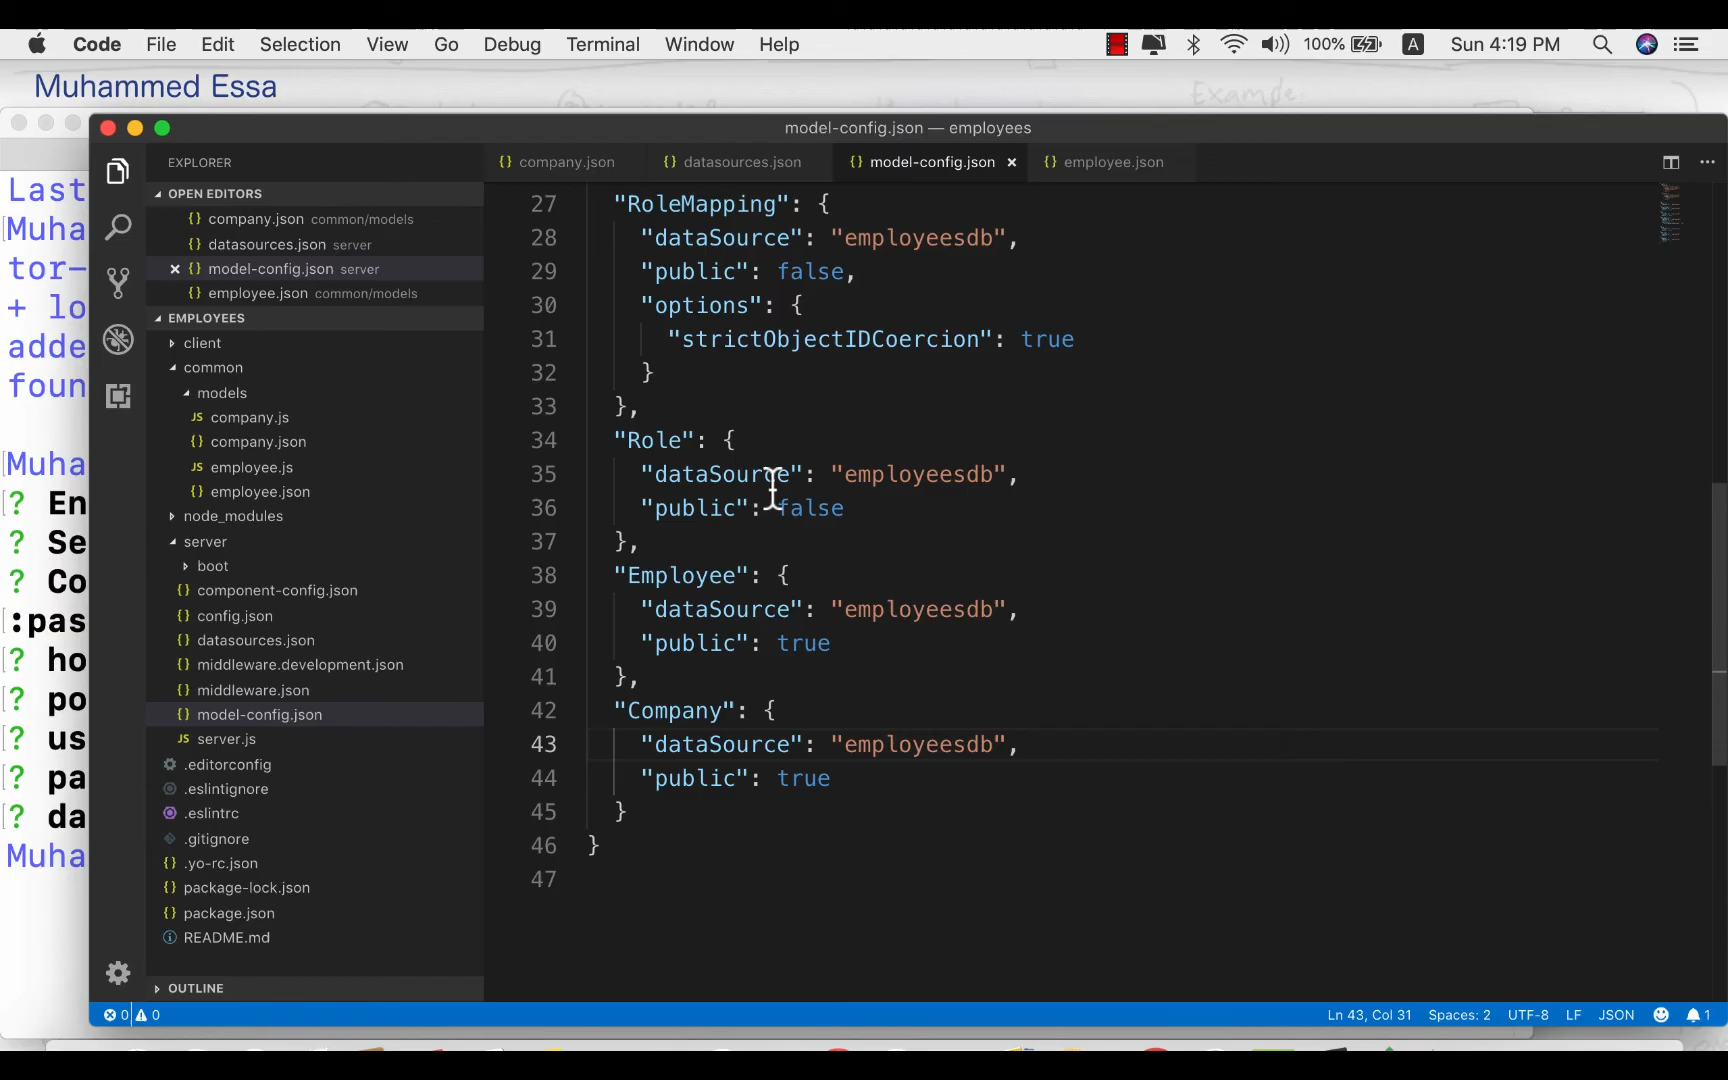 Code File Edit Selection View Go Debug Terminal Window Help 100% A Sun 4:19 PM
Muhammed Essa
Example
model-config.json — employees
EXPLORER
company.json datasources.json model-config.json employee.json
OPEN EDITORS
company.json common/models
datasources.json server
model-config.json server
employee.json common/models
EMPLOYEES
client
common
models
JS company.js
company.json
JS employee.js
employee.json
node_modules
server
boot
component-config.json
config.json
datasources.json
middleware.development.json
middleware.json
model-config.json
JS server.js
.editorconfig
.eslintignore
.eslintrc
.gitignore
.yo-rc.json
package-lock.json
package.json
README.md
OUTLINE
27 "RoleMapping": {
28 "dataSource": "employeesdb",
29 "public": false,
30 "options": {
31 "strictObjectIDCoercion": true
32 }
33 },
34 "Role": {
35 "dataSource": "employeesdb",
36 "public": false
37 },
38 "Employee": {
39 "dataSource": "employeesdb",
40 "public": true
41 },
42 "Company": {
43 "dataSource": "employeesdb",
44 "public": true
45 }
46 }
47
Last
[Muha
tor-
+ lo
adde
foun
[Muha
[? En
? Se
? Co
[:pas
[? ho
[? po
[? us
[? pa
[? da
Muha
0 0 Ln 43, Col 31 Spaces: 2 UTF-8 LF JSON 1